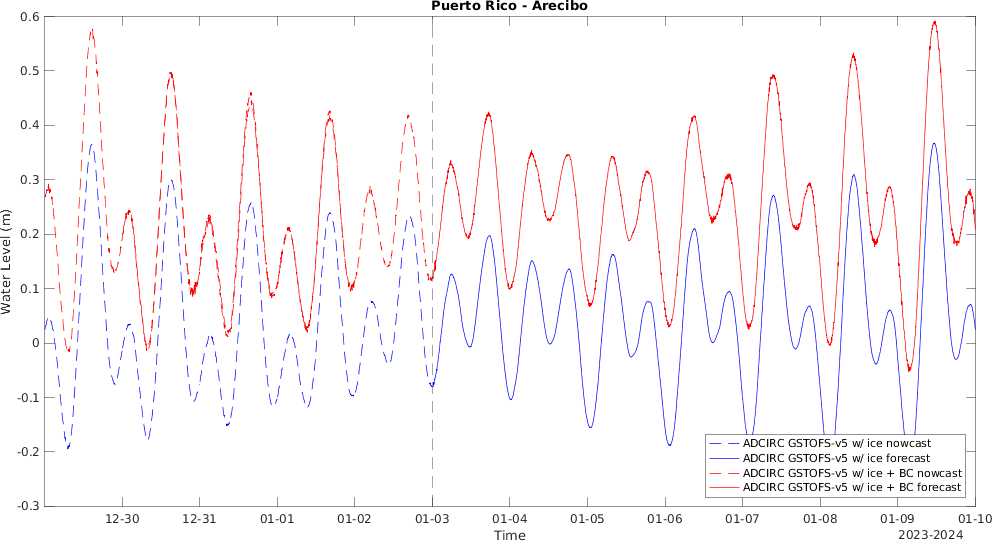 Puerto Rico - Arecibo
0.6
0.5
0.4
0.3
0.2
0.1
0
-0.1
-0.2
-0.3
Water Level (m)
ADCIRC GSTOFS-v5 w/ ice nowcast
ADCIRC GSTOFS-v5 w/ ice forecast
ADCIRC GSTOFS-v5 w/ ice + BC nowcast
ADCIRC GSTOFS-v5 w/ ice + BC forecast
12-30 12-31 01-01 01-02 01-03 01-04 01-05 01-06 01-07 01-08 01-09 01-10
Time
2023-2024